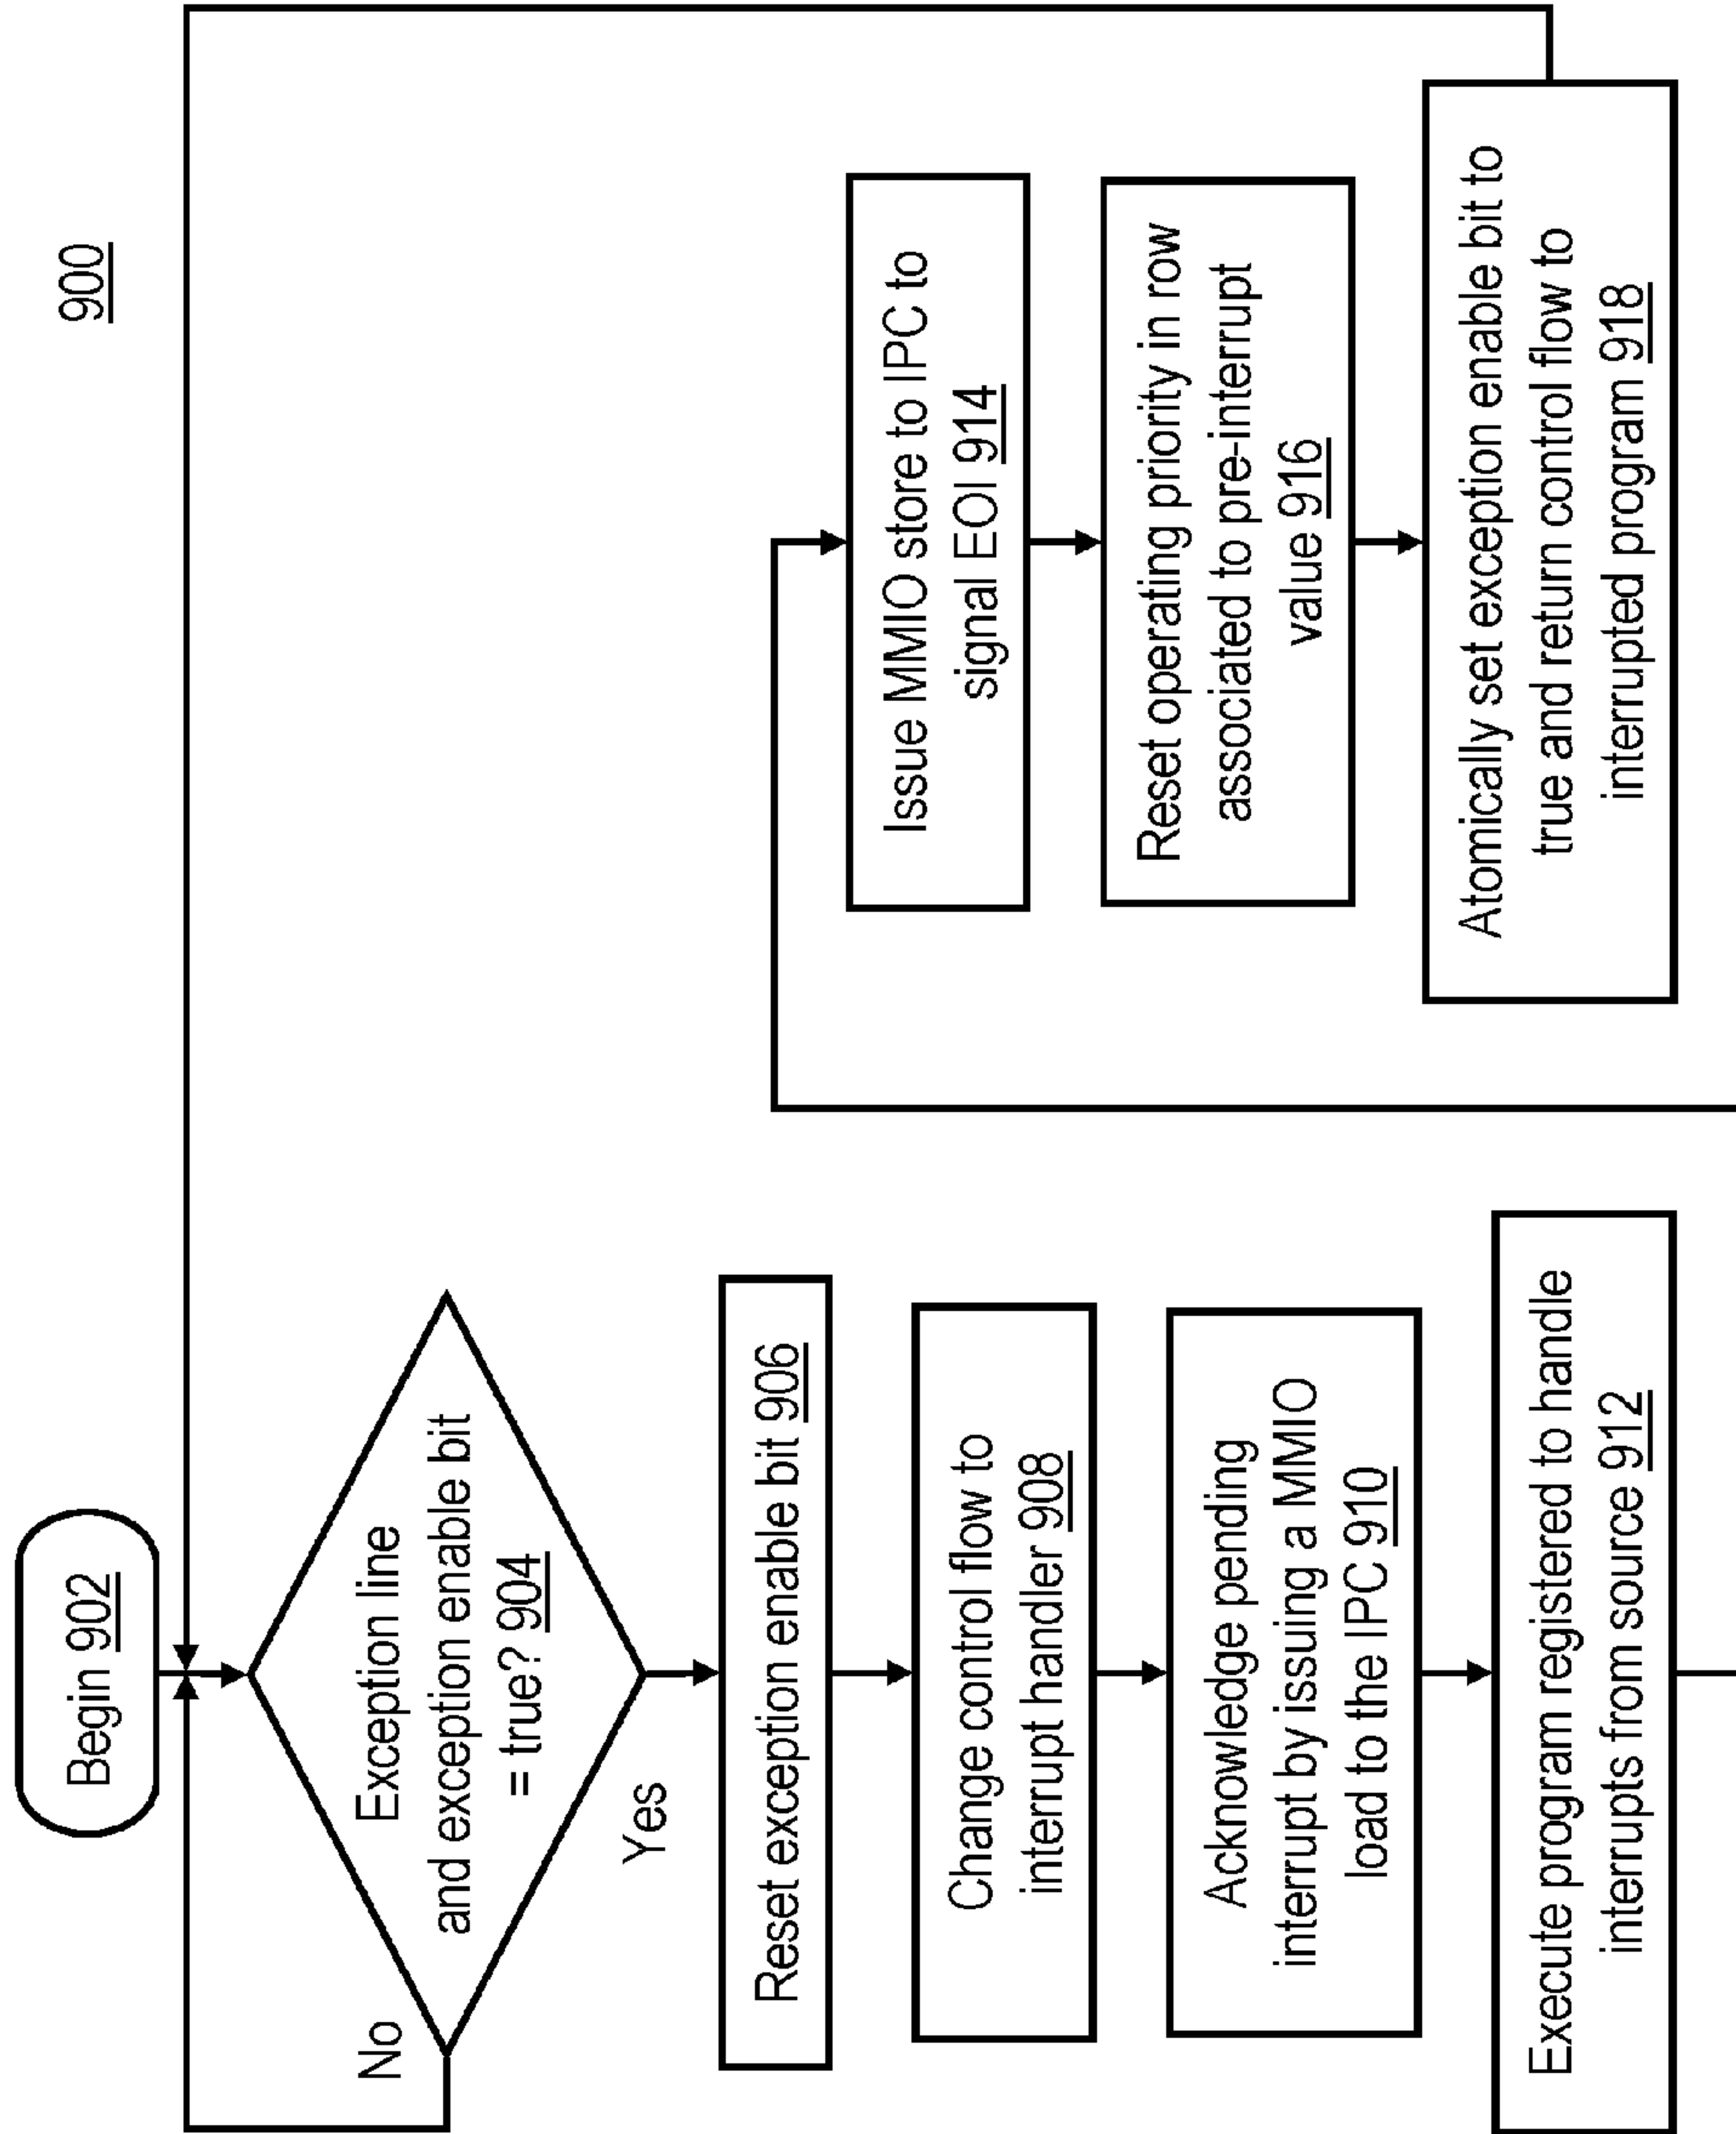 900
Begin 902
Exception line
and exception enable bit
= true? 904
No
Yes
Reset exception enable bit 906
Change control flow to
interrupt handler 908
Acknowledge pending
interrupt by issuing a MMIO
load to the IPC 910
Execute program registered to handle
interrupts from source 912
Issue MMIO store to IPC to
signal EOI 914
Reset operating priority in row
associated to pre-interrupt
value 916
Atomically set exception enable bit to
true and return control flow to
interrupted program 918